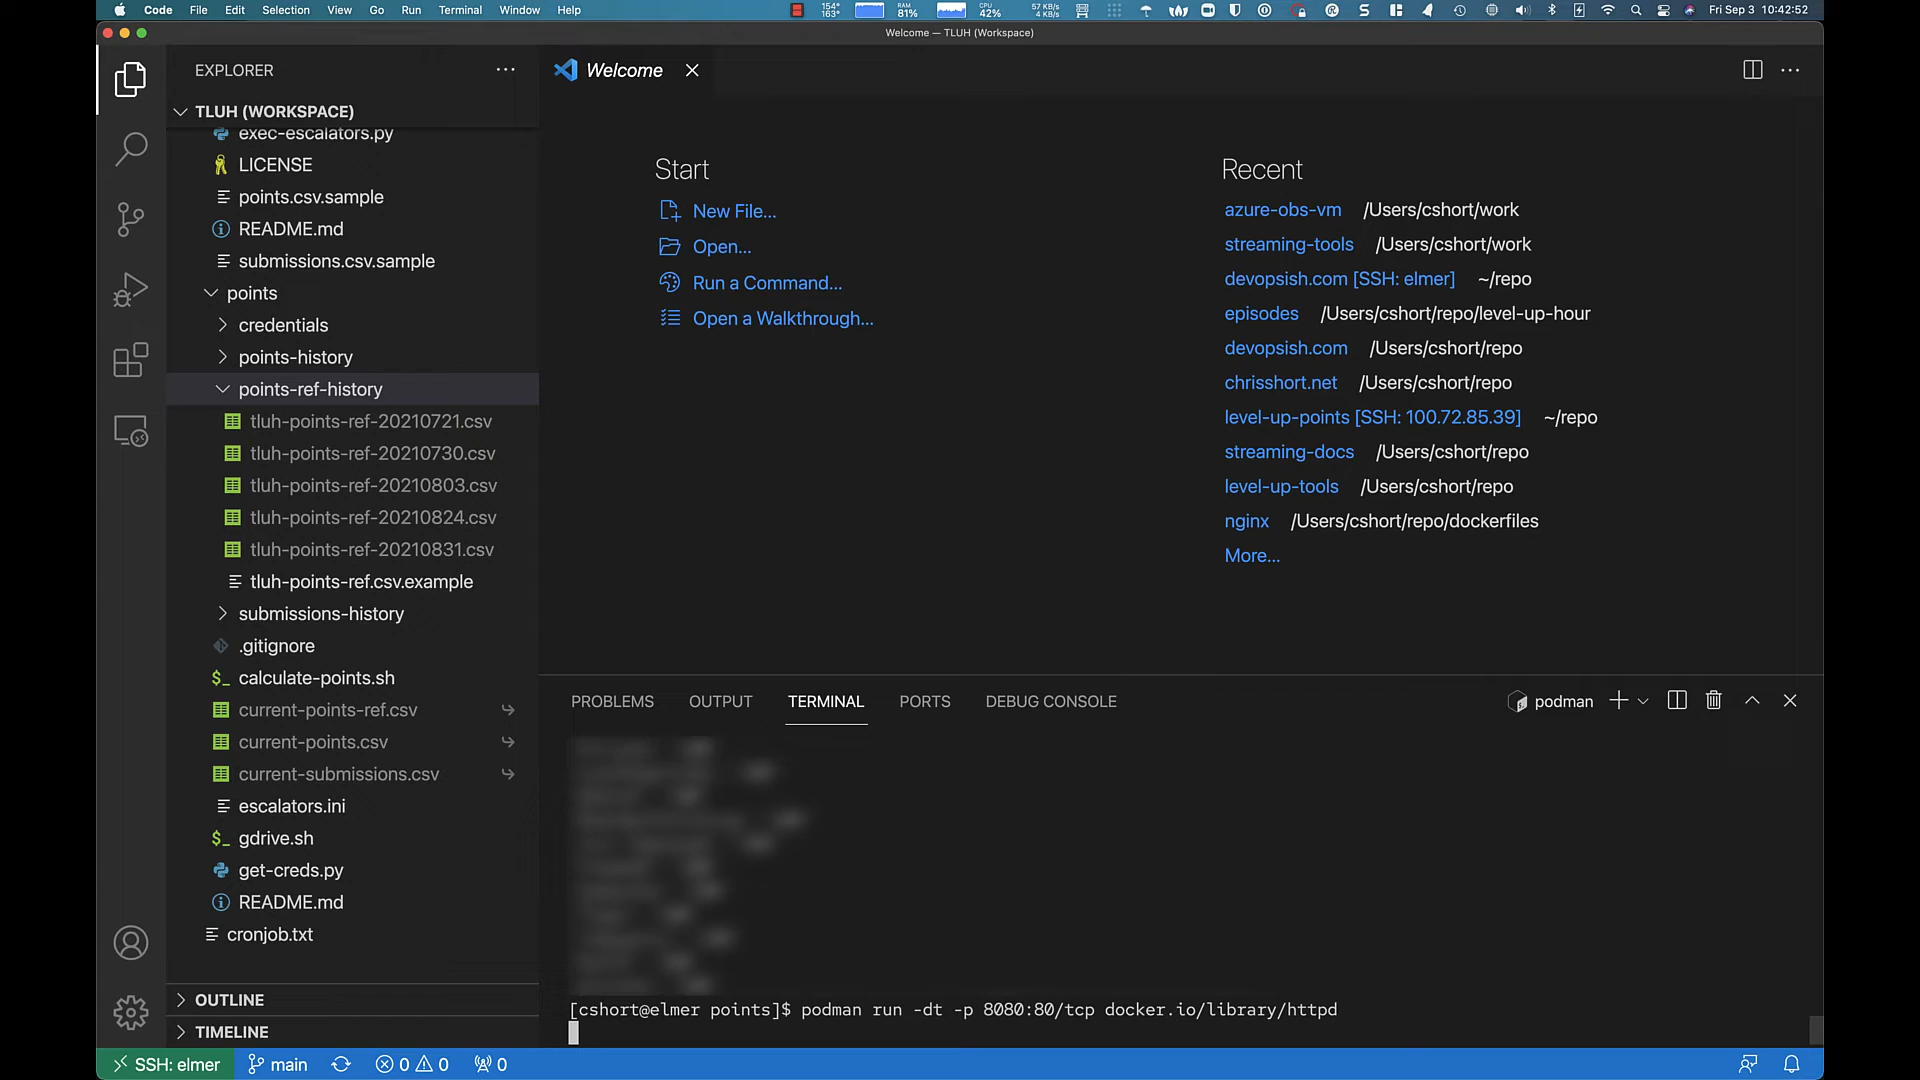 Code File Edit Selection View Go Run Terminal Window Help
154° 163° RAM 81% CPU 42% 57 KB/s 4 KB/s Fri Sep 3 10:42:52
Welcome — TLUH (Workspace)
EXPLORER
Welcome
TLUH (WORKSPACE)
exec-escalators.py
LICENSE
points.csv.sample
README.md
submissions.csv.sample
points
credentials
points-history
points-ref-history
tluh-points-ref-20210721.csv
tluh-points-ref-20210730.csv
tluh-points-ref-20210803.csv
tluh-points-ref-20210824.csv
tluh-points-ref-20210831.csv
tluh-points-ref.csv.example
submissions-history
.gitignore
calculate-points.sh
current-points-ref.csv
current-points.csv
current-submissions.csv
escalators.ini
gdrive.sh
get-creds.py
README.md
cronjob.txt
OUTLINE
TIMELINE
Start
New File...
Open...
Run a Command...
Open a Walkthrough...
Recent
azure-obs-vm /Users/cshort/work
streaming-tools /Users/cshort/work
devopsish.com [SSH: elmer] ~/repo
episodes /Users/cshort/repo/level-up-hour
devopsish.com /Users/cshort/repo
chrisshort.net /Users/cshort/repo
level-up-points [SSH: 100.72.85.39] ~/repo
streaming-docs /Users/cshort/repo
level-up-tools /Users/cshort/repo
nginx /Users/cshort/repo/dockerfiles
More...
PROBLEMS OUTPUT TERMINAL PORTS DEBUG CONSOLE podman
[cshort@elmer points]$ podman run -dt -p 8080:80/tcp docker.io/library/httpd
SSH: elmer main 0 0 0